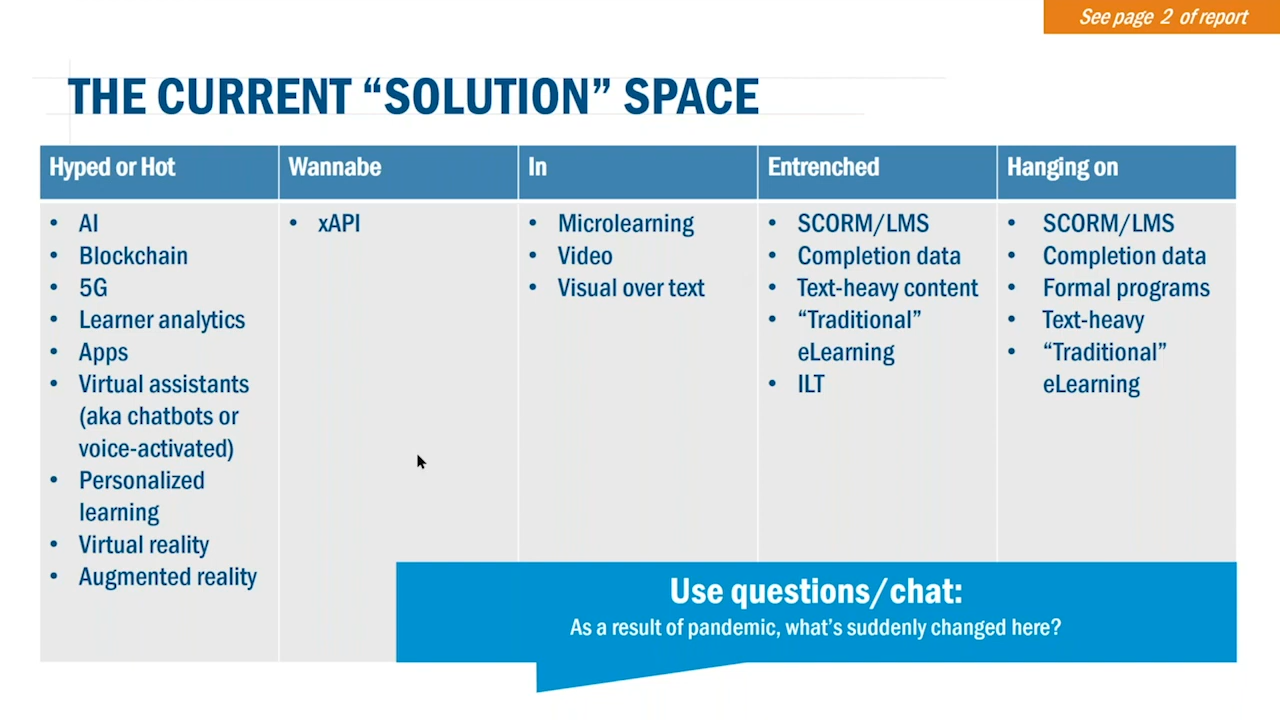 See page 2 of report
THE CURRENT “SOLUTION” SPACE
Hyped or Hot
• AI
• Blockchain
• 5G
• Learner analytics
• Apps
• Virtual assistants
(aka chatbots or
voice-activated)
• Personalized
learning
• Virtual reality
• Augmented reality
Wannabe
• xAPI
In
• Microlearning
• Video
• Visual over text
Entrenched
• SCORM/LMS
• Completion data
• Text-heavy content
• “Traditional”
eLearning
• ILT
Hanging on
• SCORM/LMS
• Completion data
• Formal programs
• Text-heavy
• “Traditional”
eLearning
Use questions/chat:
As a result of pandemic, what’s suddenly changed here?